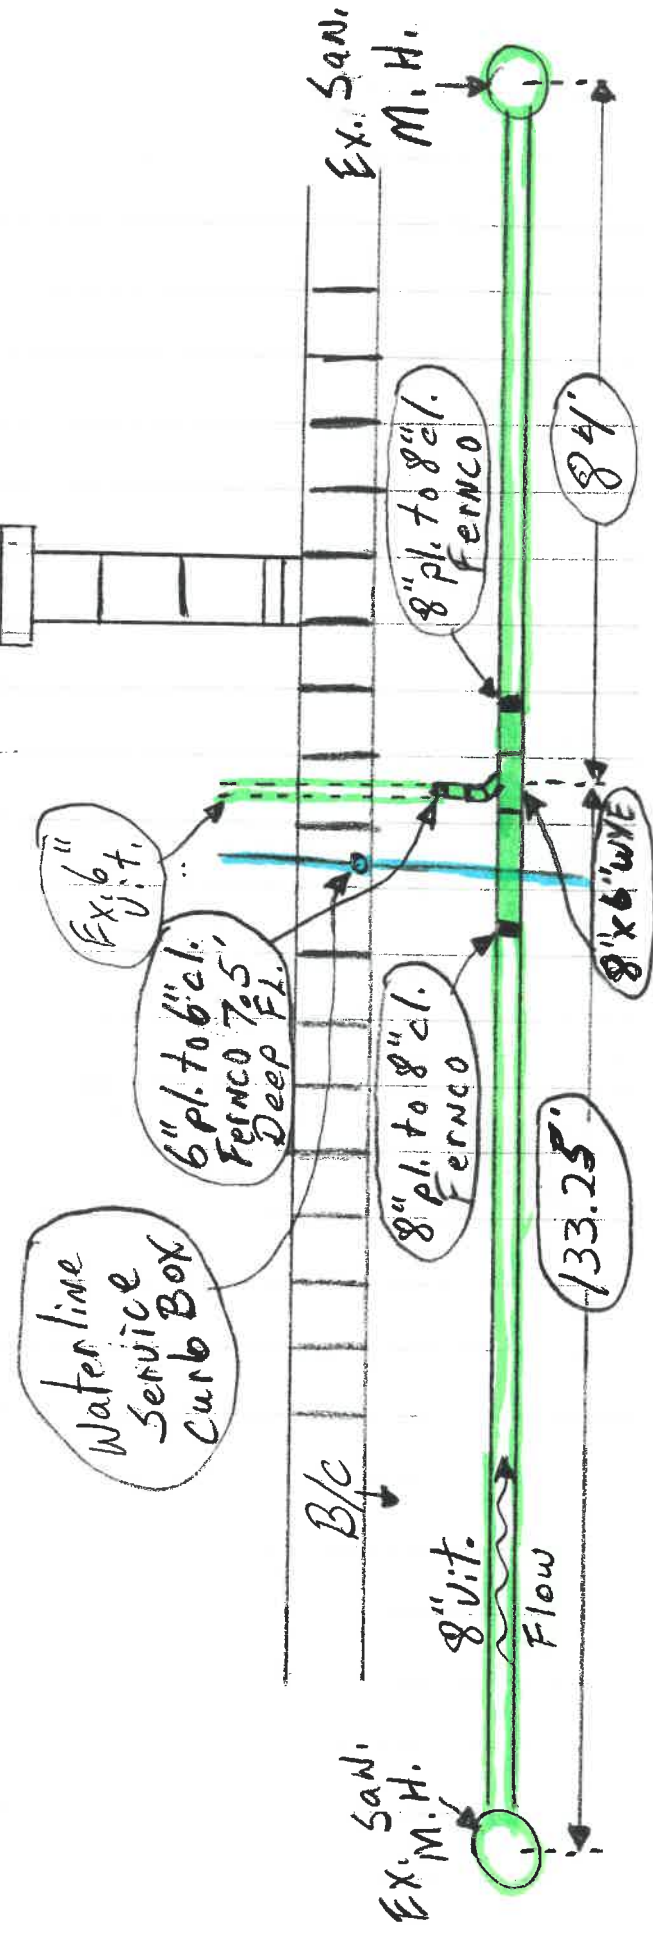 Waterline
Service
Curb Box
Ex. 6"
Vit.
6" pl. to 6" cl.
Fernco 7.5'
Deep FL.
B/C
Ex. San.
M.H.
8" Vit.
Flow
8" pl. to 8" cl.
Fernco
8" pl. to 8" cl.
Fernco
Ex. San.
M.H.
133.25'
8" x 6" WYE
84'